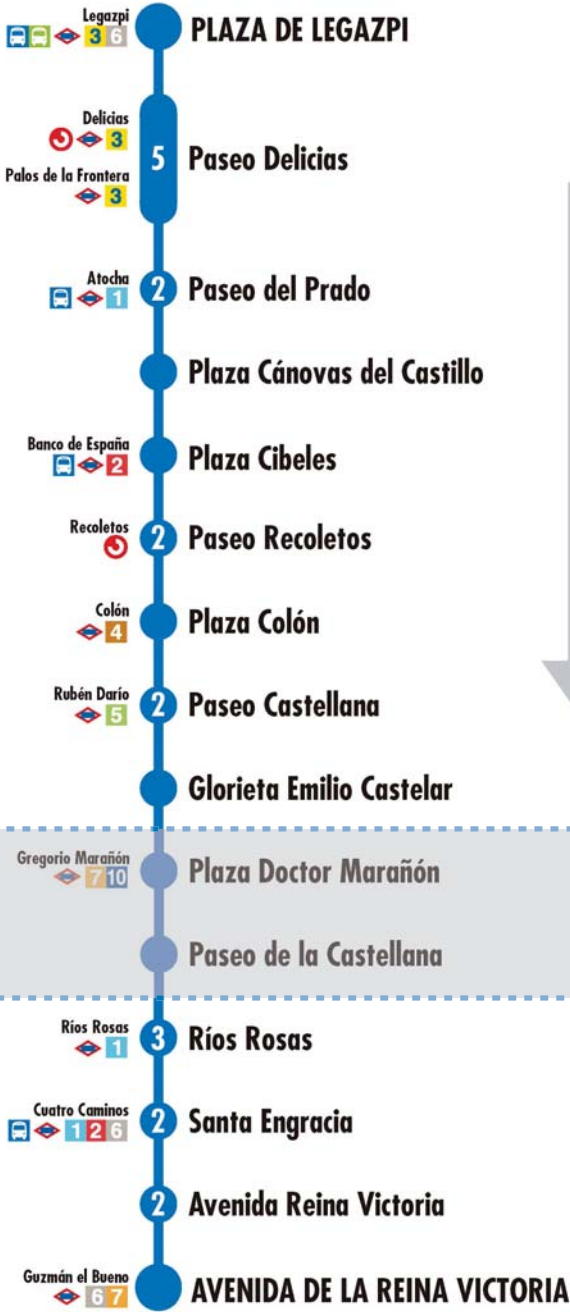 Legazpi
3 6
PLAZA DE LEGAZPI
Delicias
3
Palos de la Frontera
3
5
Paseo Delicias
Atocha
1
2
Paseo del Prado
Plaza Cánovas del Castillo
Banco de España
2
Plaza Cibeles
Recoletos
2
Paseo Recoletos
Colón
4
Plaza Colón
Rubén Darío
5
2
Paseo Castellana
Glorieta Emilio Castelar
Gregorio Marañón
7 10
Plaza Doctor Marañón
Paseo de la Castellana
Ríos Rosas
1
3
Ríos Rosas
Cuatro Caminos
1 2 6
2
Santa Engracia
2
Avenida Reina Victoria
Guzmán el Bueno
6 7
AVENIDA DE LA REINA VICTORIA